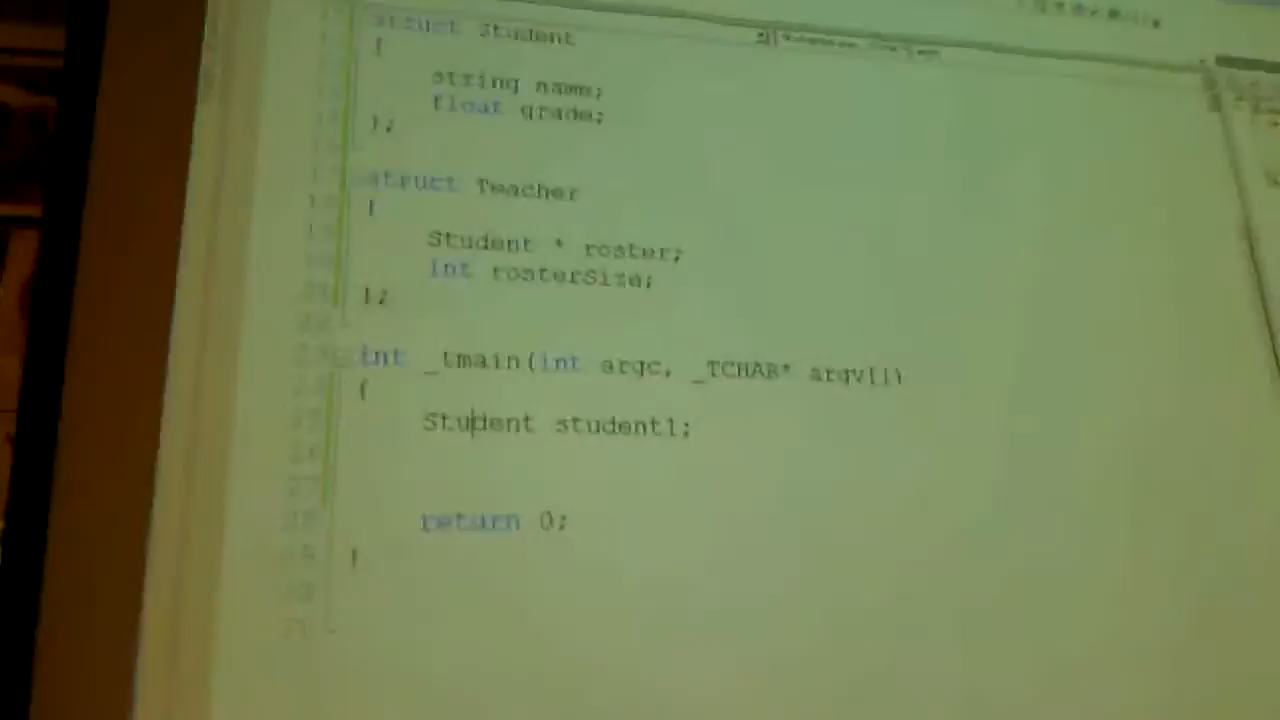 struct Student
{
string name;
float grade;
};
struct Teacher
{
Student * roster;
int rosterSize;
};
int _tmain(int argc, _TCHAR* argv[])
{
Student student1;
return 0;
}